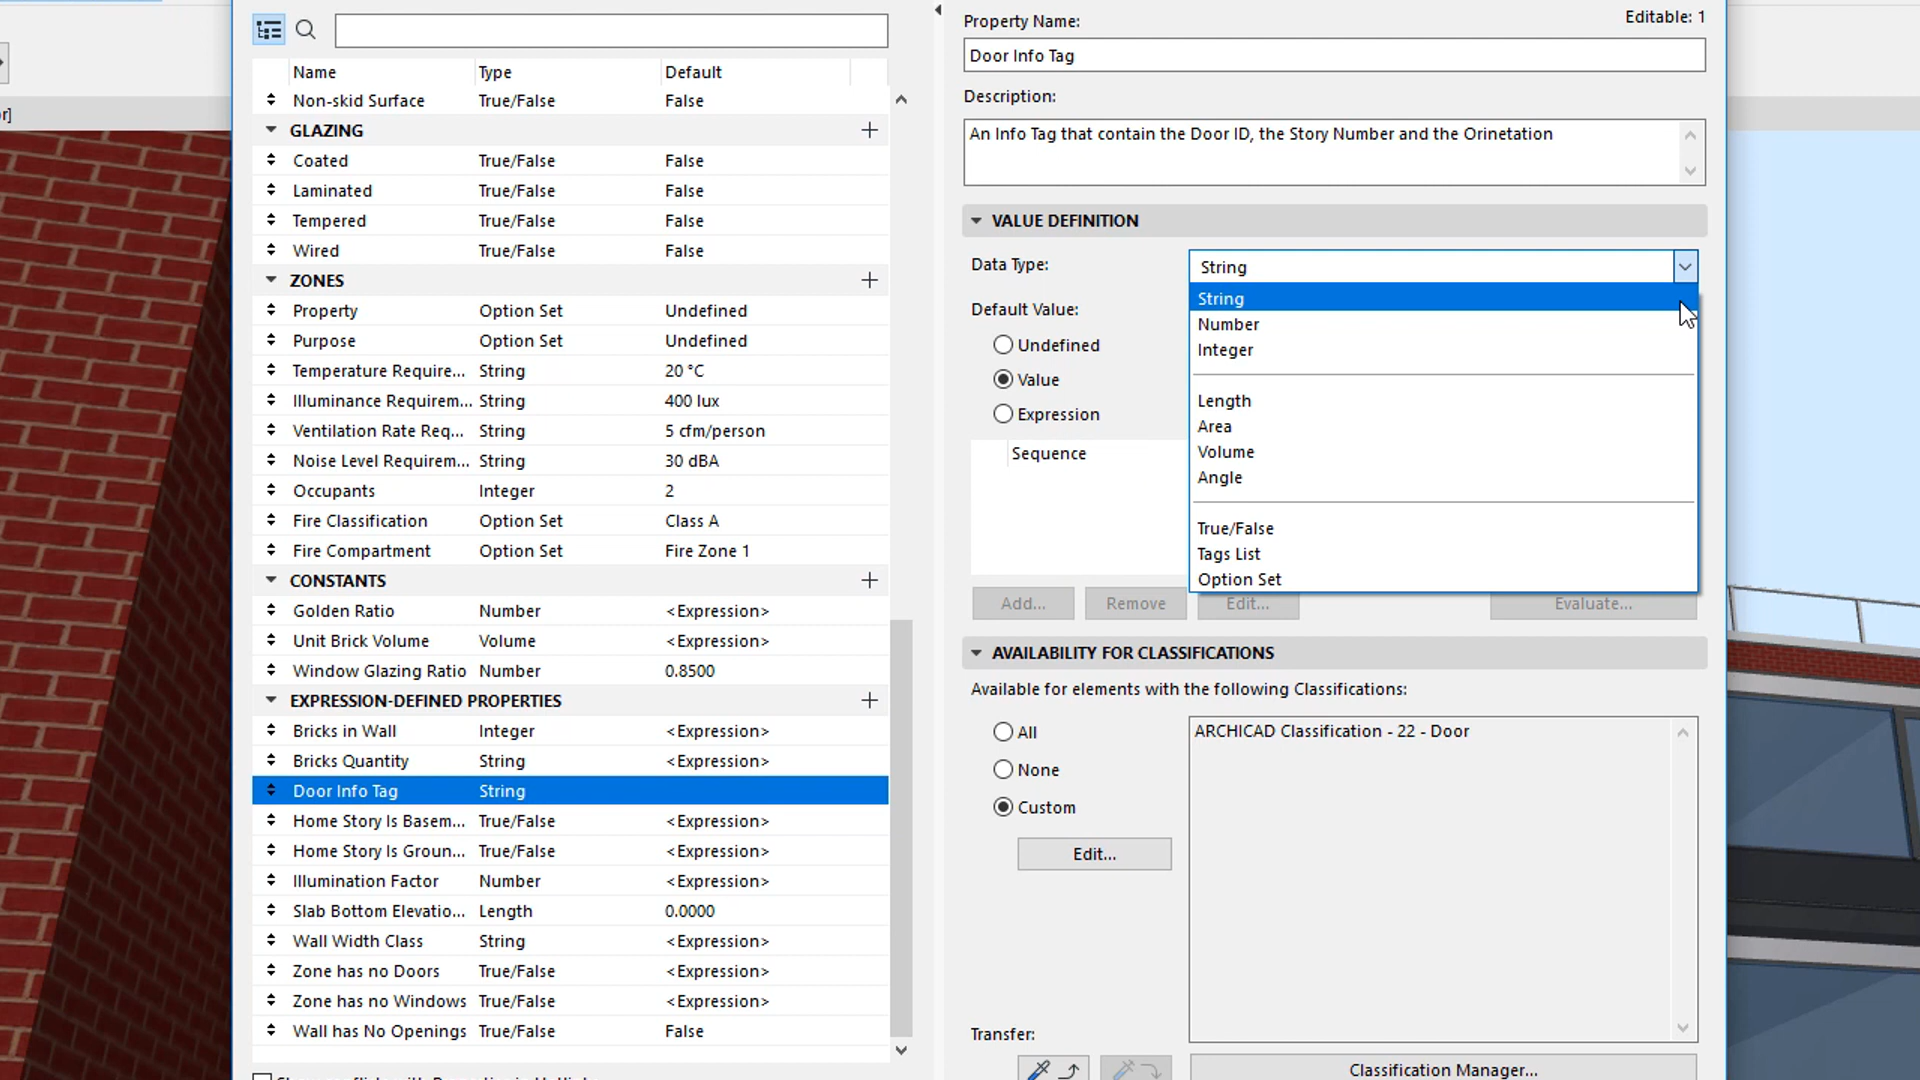 Editable: 1
Property Name:
Door Info Tag
Description:
An Info Tag that contain the Door ID, the Story Number and the Orinetation
r]
Name Type Default
Non-skid Surface True/False False
GLAZING
Coated True/False False
Laminated True/False False
Tempered True/False False
Wired True/False False
ZONES
Property Option Set Undefined
Purpose Option Set Undefined
Temperature Require... String 20 °C
Illuminance Requirem... String 400 lux
Ventilation Rate Req... String 5 cfm/person
Noise Level Requirem... String 30 dBA
Occupants Integer 2
Fire Classification Option Set Class A
Fire Compartment Option Set Fire Zone 1
CONSTANTS
Golden Ratio Number <Expression>
Unit Brick Volume Volume <Expression>
Window Glazing Ratio Number 0.8500
EXPRESSION-DEFINED PROPERTIES
Bricks in Wall Integer <Expression>
Bricks Quantity String <Expression>
Door Info Tag String
Home Story Is Basem... True/False <Expression>
Home Story Is Groun... True/False <Expression>
Illumination Factor Number <Expression>
Slab Bottom Elevatio... Length 0.0000
Wall Width Class String <Expression>
Zone has no Doors True/False <Expression>
Zone has no Windows True/False <Expression>
Wall has No Openings True/False False
VALUE DEFINITION
Data Type: String
String
Number
Integer
Length
Area
Volume
Angle
True/False
Tags List
Option Set
Default Value:
Undefined
Value
Expression
Sequence
Add... Remove Edit... Evaluate...
AVAILABILITY FOR CLASSIFICATIONS
Available for elements with the following Classifications:
All
None
Custom
Edit...
ARCHICAD Classification - 22 - Door
Transfer:
Classification Manager...